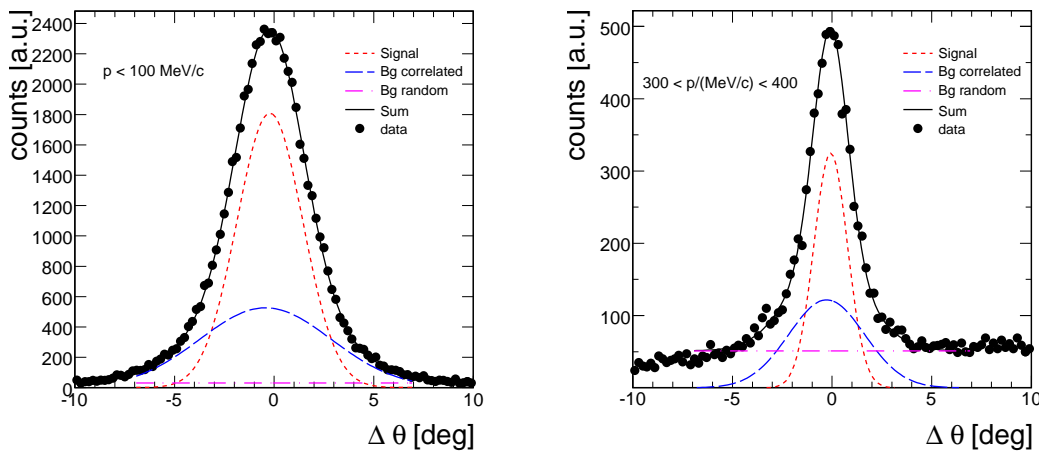 counts [a.u.]
2400
2200
2000
1800
1600
1400
1200
1000
800
600
400
200
0
p < 100 MeV/c
Signal
Bg correlated
Bg random
Sum
data
-10 -5 0 5 10
Δ θ [deg]
counts [a.u.]
500
400
300
200
100
300 < p/(MeV/c) < 400
Signal
Bg correlated
Bg random
Sum
data
-10 -5 0 5 10
Δ θ [deg]